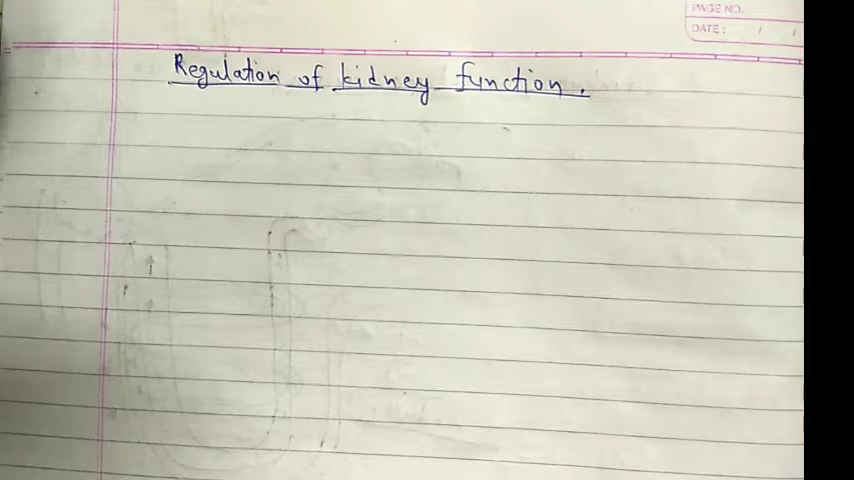 PAGE NO.
DATE: / /
Regulation of kidney function.